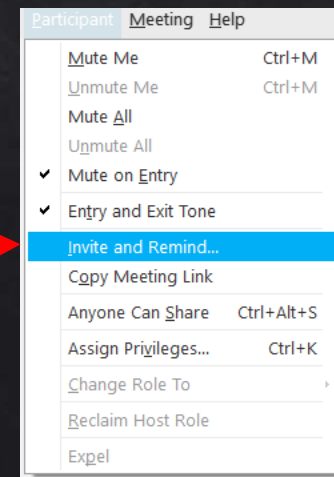 Participant Meeting Help
Mute Me Ctrl+M
Unmute Me Ctrl+M
Mute All
Unmute All
Mute on Entry
Entry and Exit Tone
Invite and Remind...
Copy Meeting Link
Anyone Can Share Ctrl+Alt+S
Assign Privileges... Ctrl+K
Change Role To
Reclaim Host Role
Expel